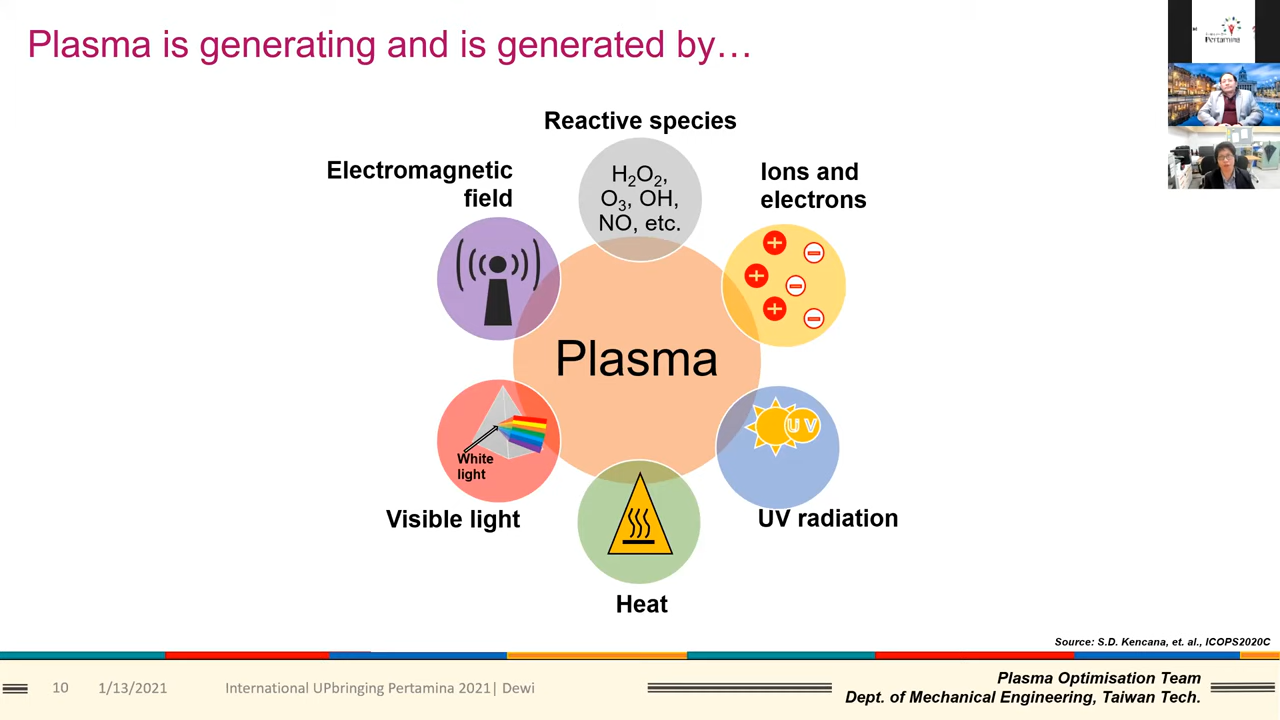 Plasma is generating and is generated by…
Pertamina
Reactive species
H₂O₂,
O₃, OH,
NO, etc.
Electromagnetic
field
Ions and
electrons
Plasma
White
light
UV
Visible light
UV radiation
Heat
Source: S.D. Kencana, et. al., ICOPS2020C
10
1/13/2021
International UPbringing Pertamina 2021| Dewi
Plasma Optimisation Team
Dept. of Mechanical Engineering, Taiwan Tech.